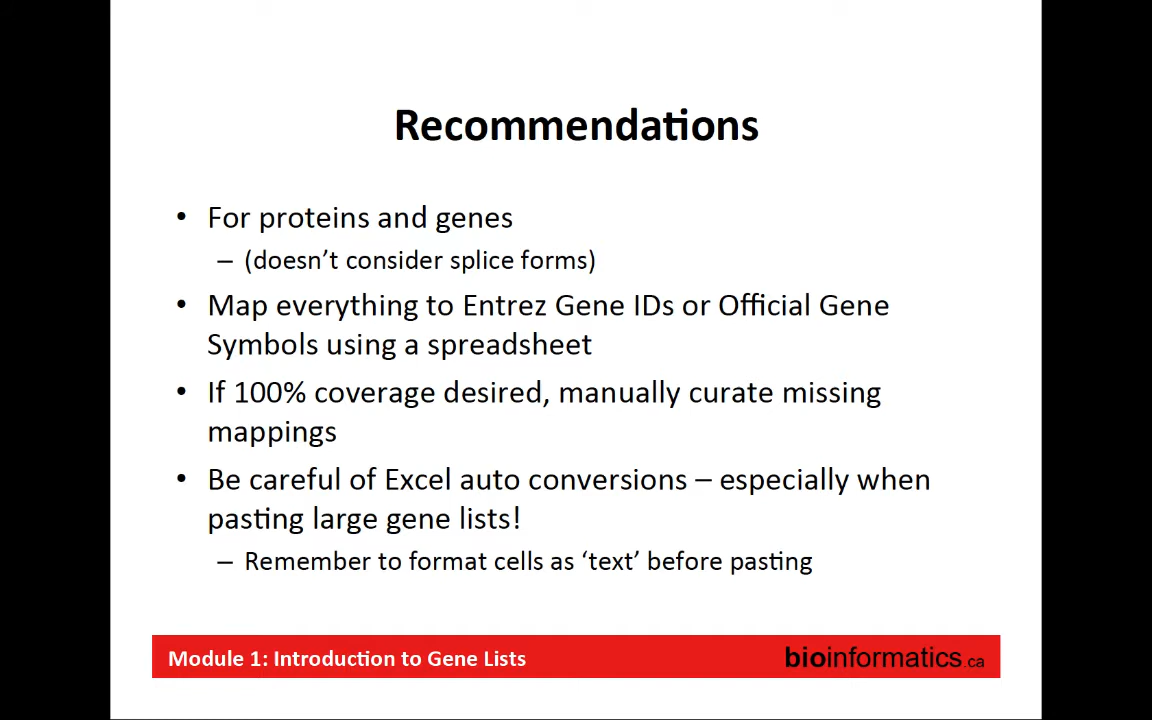 Recommendations
• For proteins and genes
– (doesn’t consider splice forms)
• Map everything to Entrez Gene IDs or Official Gene
Symbols using a spreadsheet
• If 100% coverage desired, manually curate missing
mappings
• Be careful of Excel auto conversions – especially when
pasting large gene lists!
– Remember to format cells as ‘text’ before pasting
Module 1: Introduction to Gene Lists
bioinformatics.ca